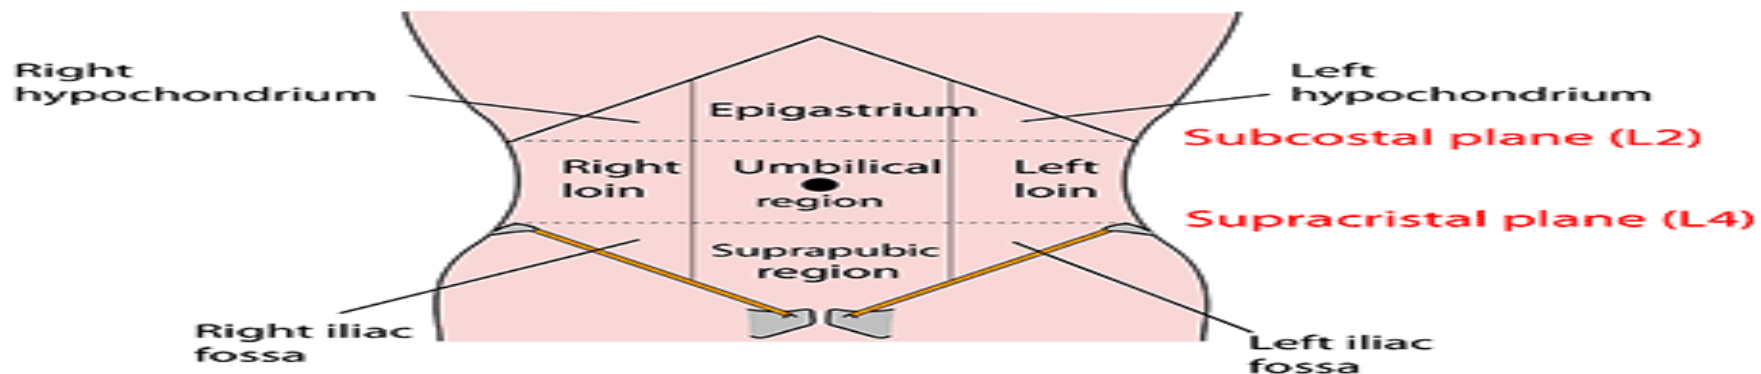 Right
hypochondrium
Left
hypochondrium
Epigastrium
Subcostal plane (L2)
Right
loin
Umbilical
region
Left
loin
Supracristal plane (L4)
Suprapubic
region
Right iliac
fossa
Left iliac
fossa